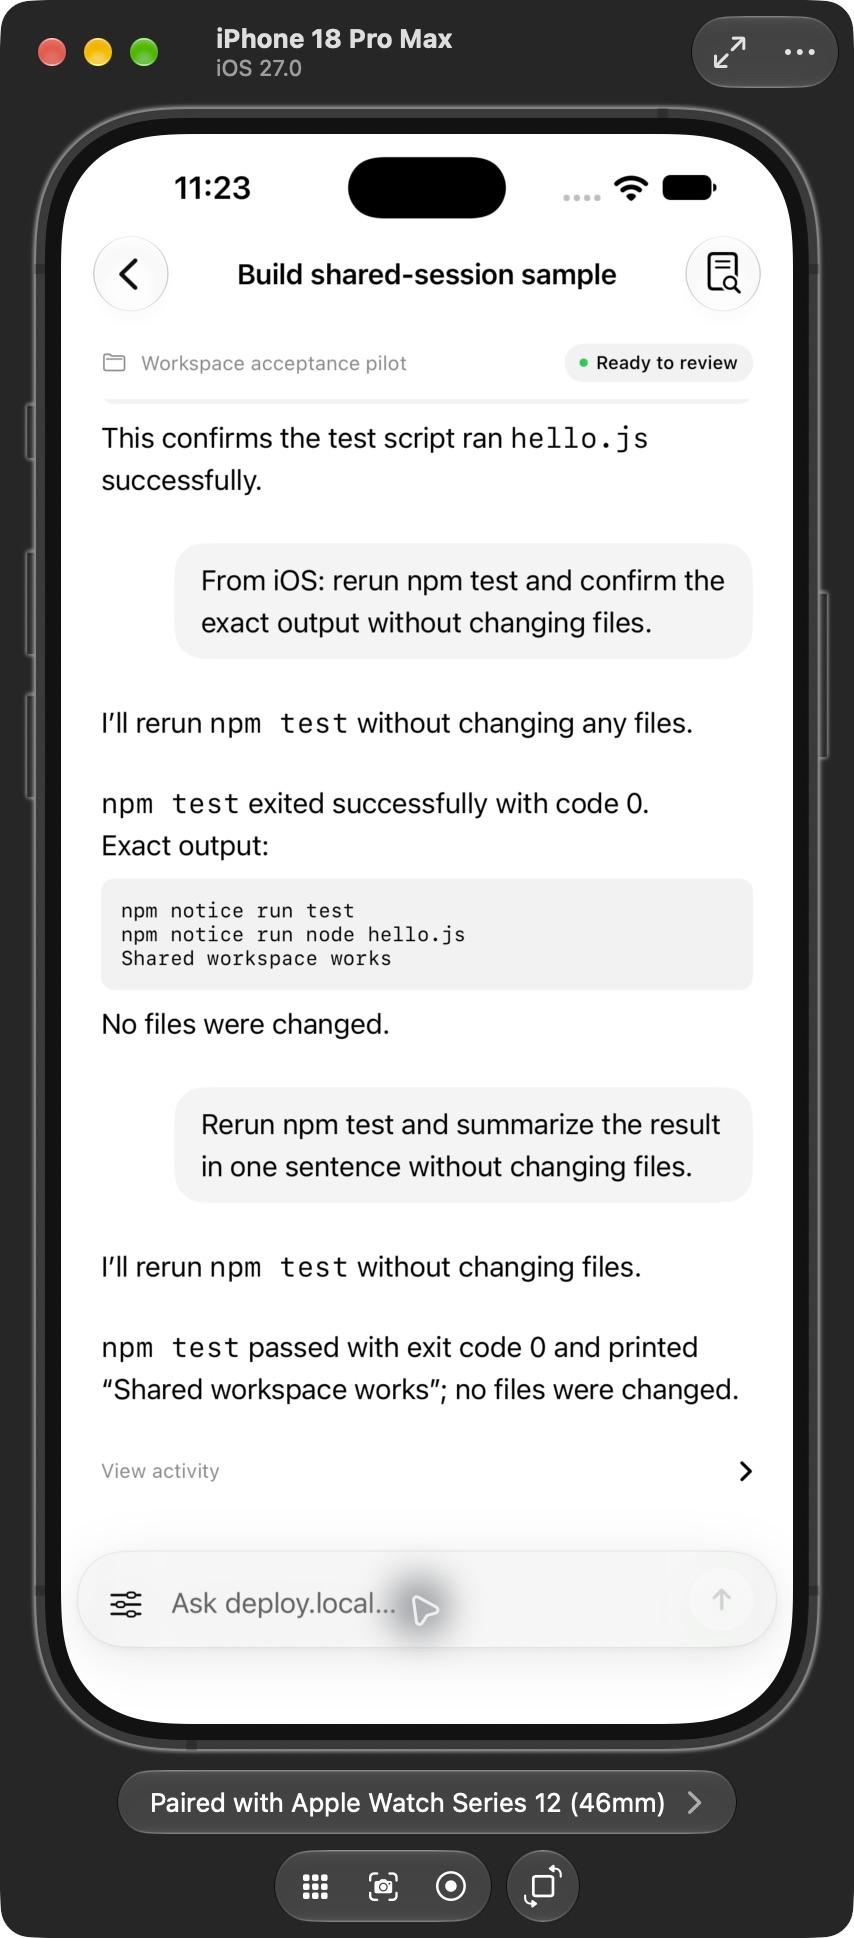 iPhone 18 Pro Max
iOS 27.0
11:23
Build shared-session sample
Workspace acceptance pilot
Ready to review
This confirms the test script ran hello.js
successfully.
From iOS: rerun npm test and confirm the
exact output without changing files.
I’ll rerun npm test without changing any files.
npm test exited successfully with code 0.
Exact output:
npm notice run test
npm notice run node hello.js
Shared workspace works
No files were changed.
Rerun npm test and summarize the result
in one sentence without changing files.
I’ll rerun npm test without changing files.
npm test passed with exit code 0 and printed
“Shared workspace works”; no files were changed.
View activity
Ask deploy.local...
Paired with Apple Watch Series 12 (46mm)